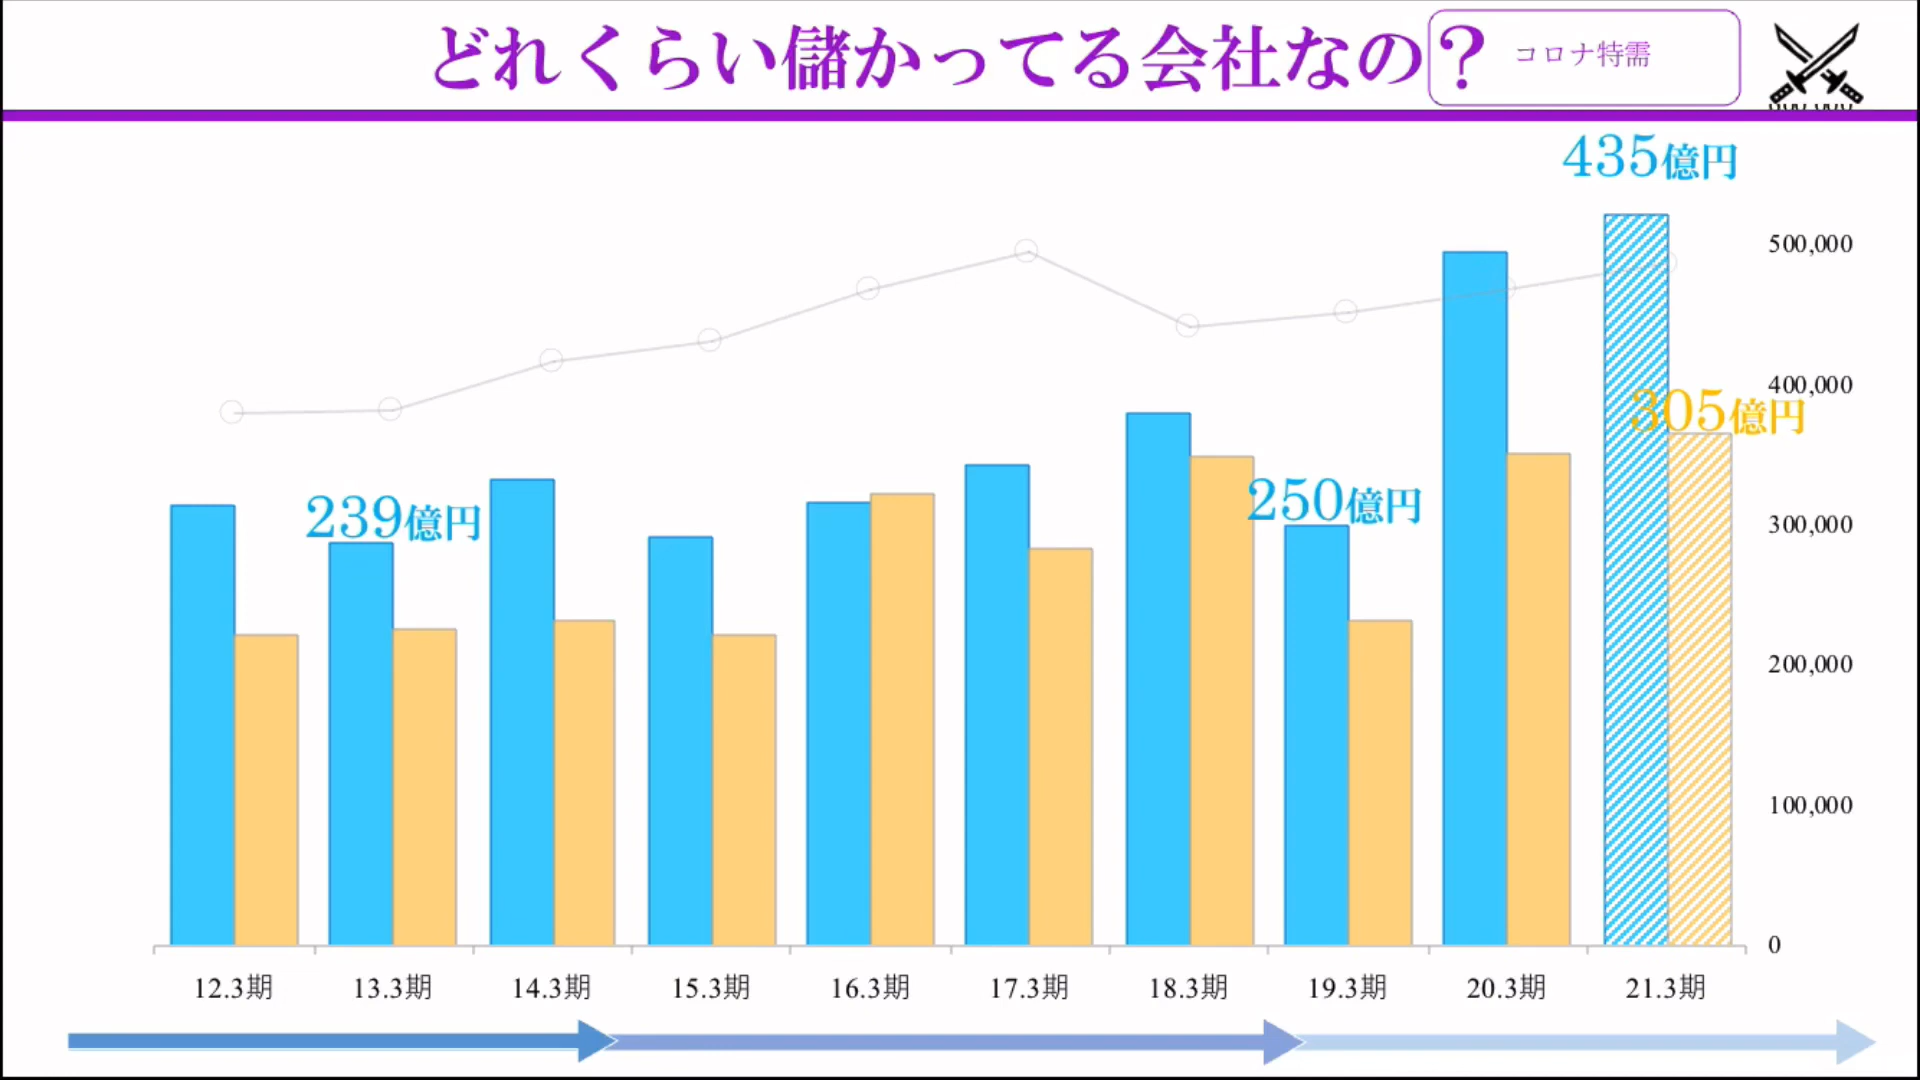 どれくらい儲かってる会社なの？
コロナ特需
435億円
500,000
400,000
305億円
250億円
239億円
300,000
200,000
100,000
0
12.3期 13.3期 14.3期 15.3期 16.3期 17.3期 18.3期 19.3期 20.3期 21.3期